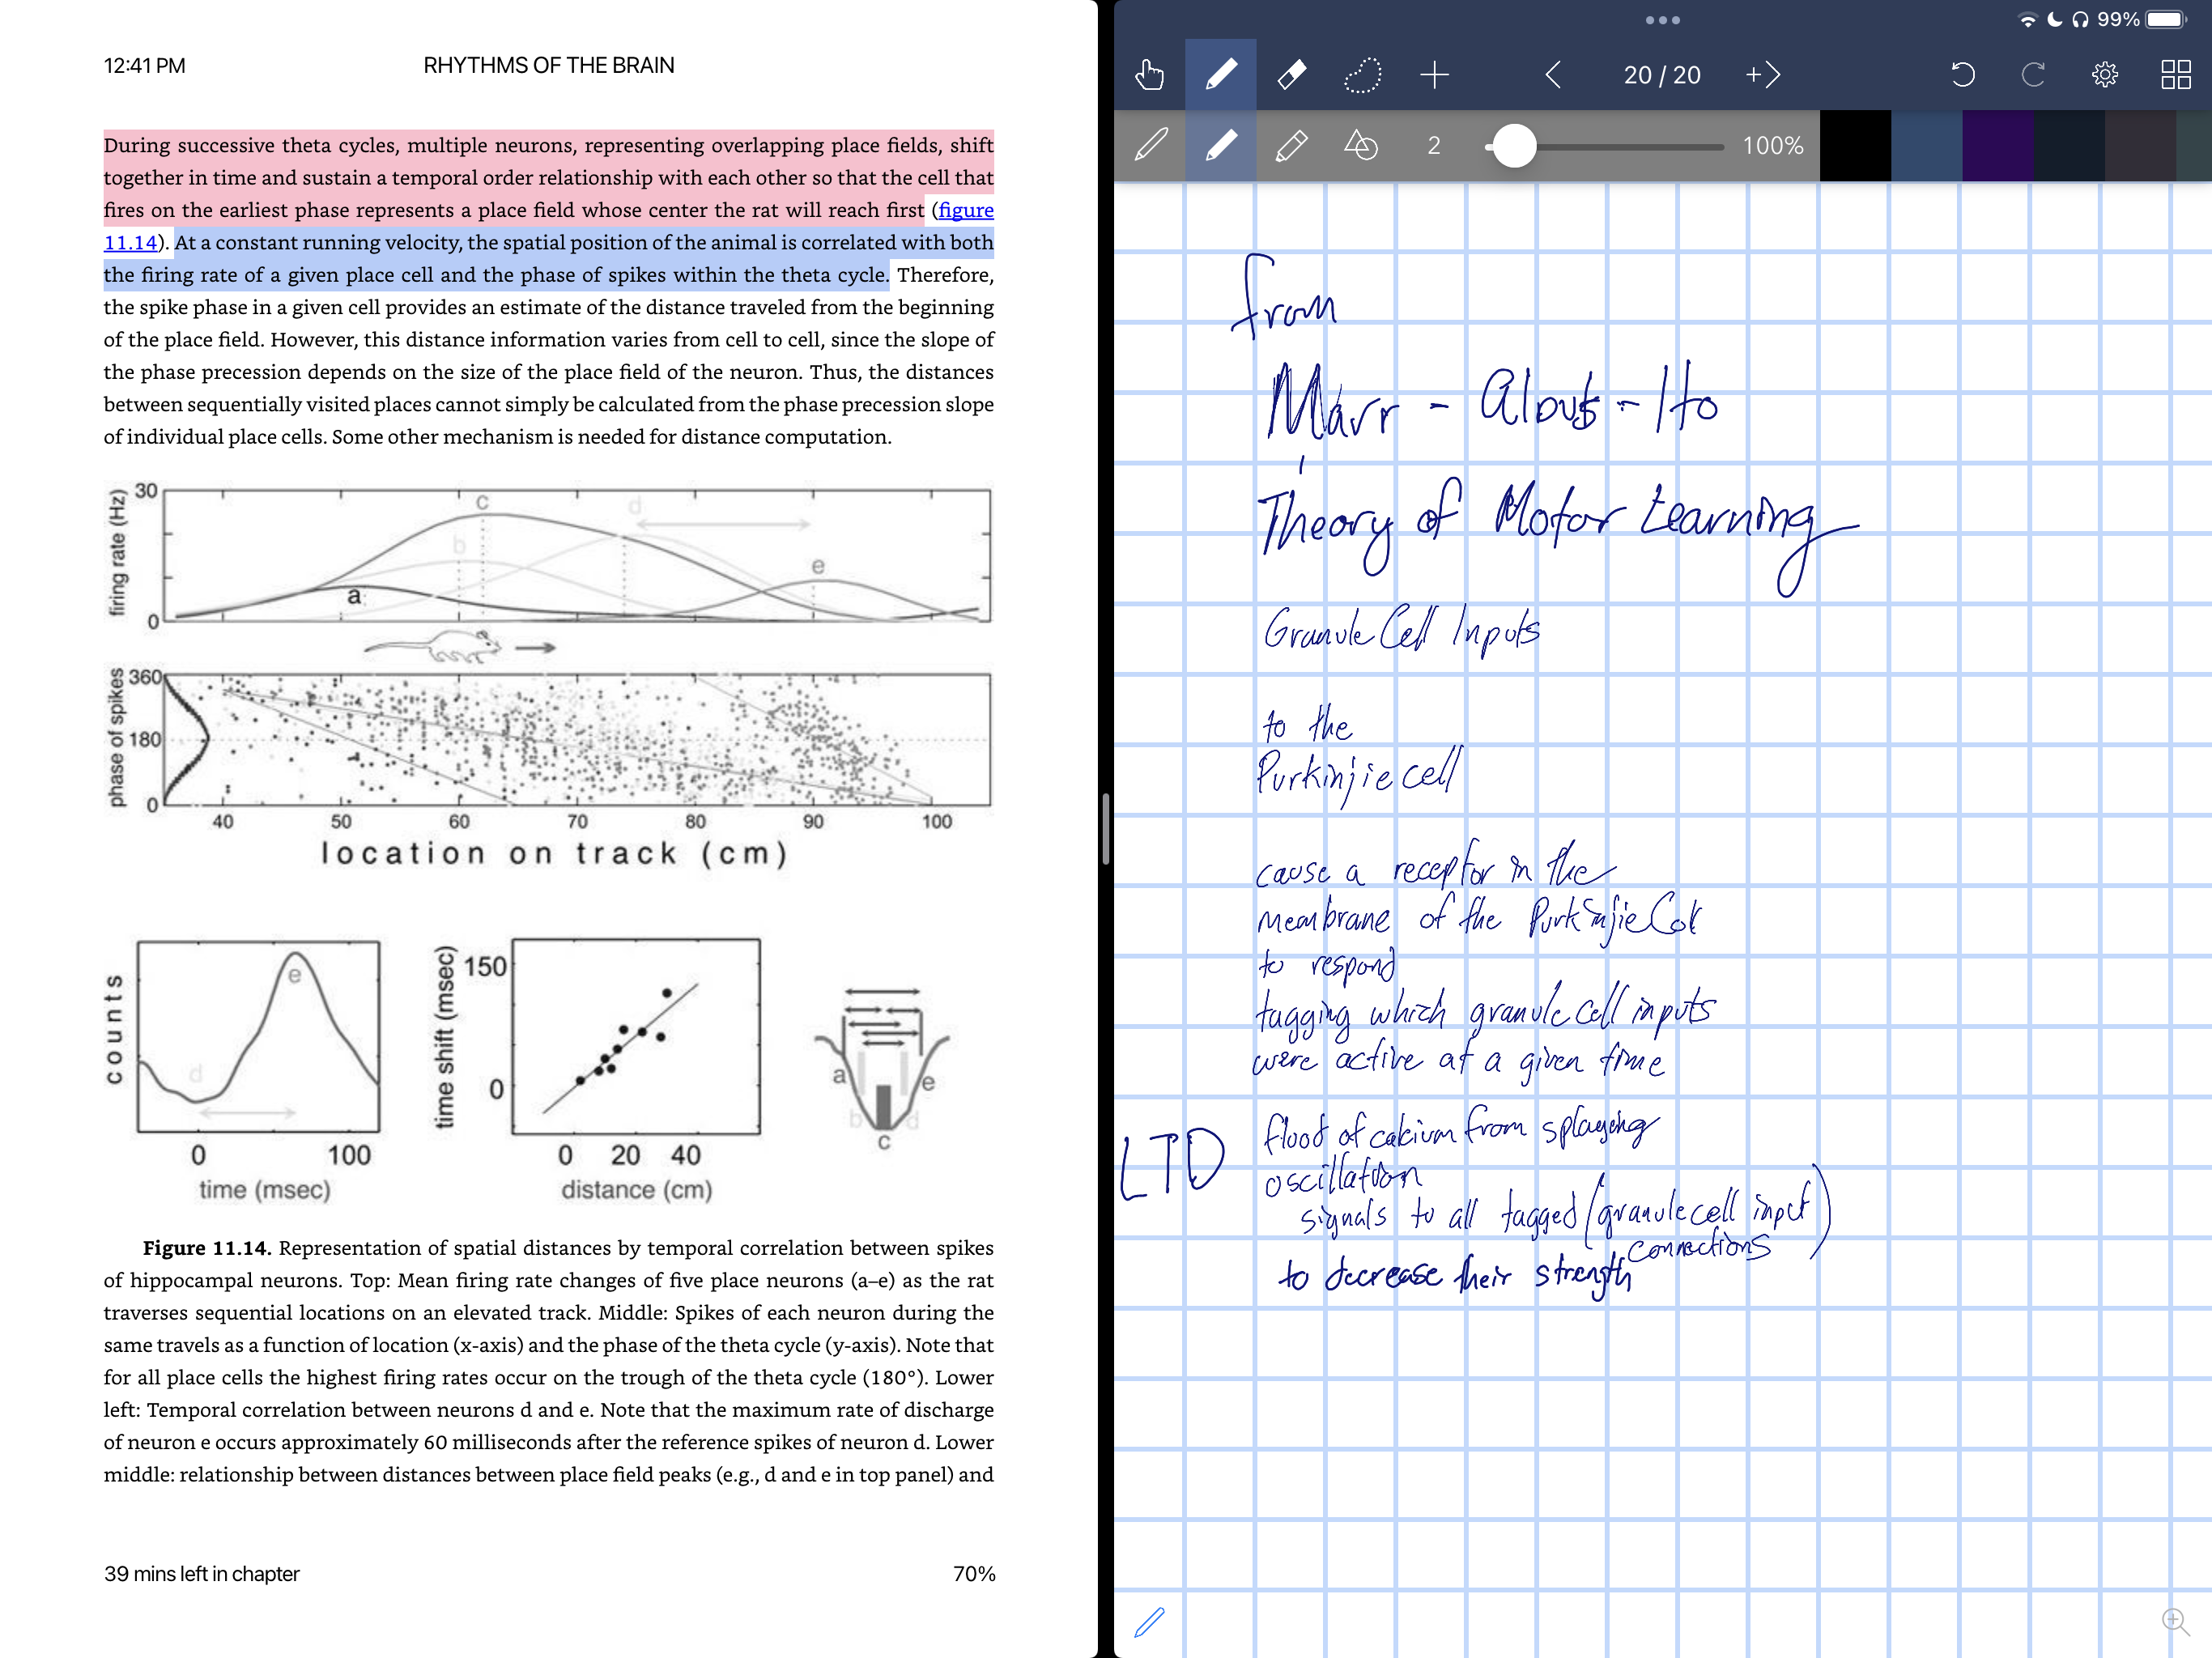 12:41 PM
RHYTHMS OF THE BRAIN
During successive theta cycles, multiple neurons, representing overlapping place fields, shift
together in time and sustain a temporal order relationship with each other so that the cell that
fires on the earliest phase represents a place field whose center the rat will reach first (figure
11.14). At a constant running velocity, the spatial position of the animal is correlated with both
the firing rate of a given place cell and the phase of spikes within the theta cycle. Therefore,
the spike phase in a given cell provides an estimate of the distance traveled from the beginning
of the place field. However, this distance information varies from cell to cell, since the slope of
the phase precession depends on the size of the place field of the neuron. Thus, the distances
between sequentially visited places cannot simply be calculated from the phase precession slope
of individual place cells. Some other mechanism is needed for distance computation.
firing rate (Hz)
30
0
a
b
c
d
e
phase of spikes
360
180
0
40 50 60 70 80 90 100
location on track (cm)
counts
d
e
0 100
time (msec)
time shift (msec)
150
0
0 20 40
distance (cm)
a
b
c
d
e
Figure 11.14. Representation of spatial distances by temporal correlation between spikes
of hippocampal neurons. Top: Mean firing rate changes of five place neurons (a–e) as the rat
traverses sequential locations on an elevated track. Middle: Spikes of each neuron during the
same travels as a function of location (x-axis) and the phase of the theta cycle (y-axis). Note that
for all place cells the highest firing rates occur on the trough of the theta cycle (180°). Lower
left: Temporal correlation between neurons d and e. Note that the maximum rate of discharge
of neuron e occurs approximately 60 milliseconds after the reference spikes of neuron d. Lower
middle: relationship between distances between place field peaks (e.g., d and e in top panel) and
39 mins left in chapter
70%
99%
20 / 20
2
100%
from
Marr - - Ito
Theory of Motor Learning
Granule Cell Inputs
to the
Purkinjie cell
cause a receptor in the
membrane of the Purkinjie
to respond
tagging which granule cell inputs
were active at a given time
LTD
flood of calcium from
oscillation
signals to all tagged (granule cell input
connections)
to decrease their strength